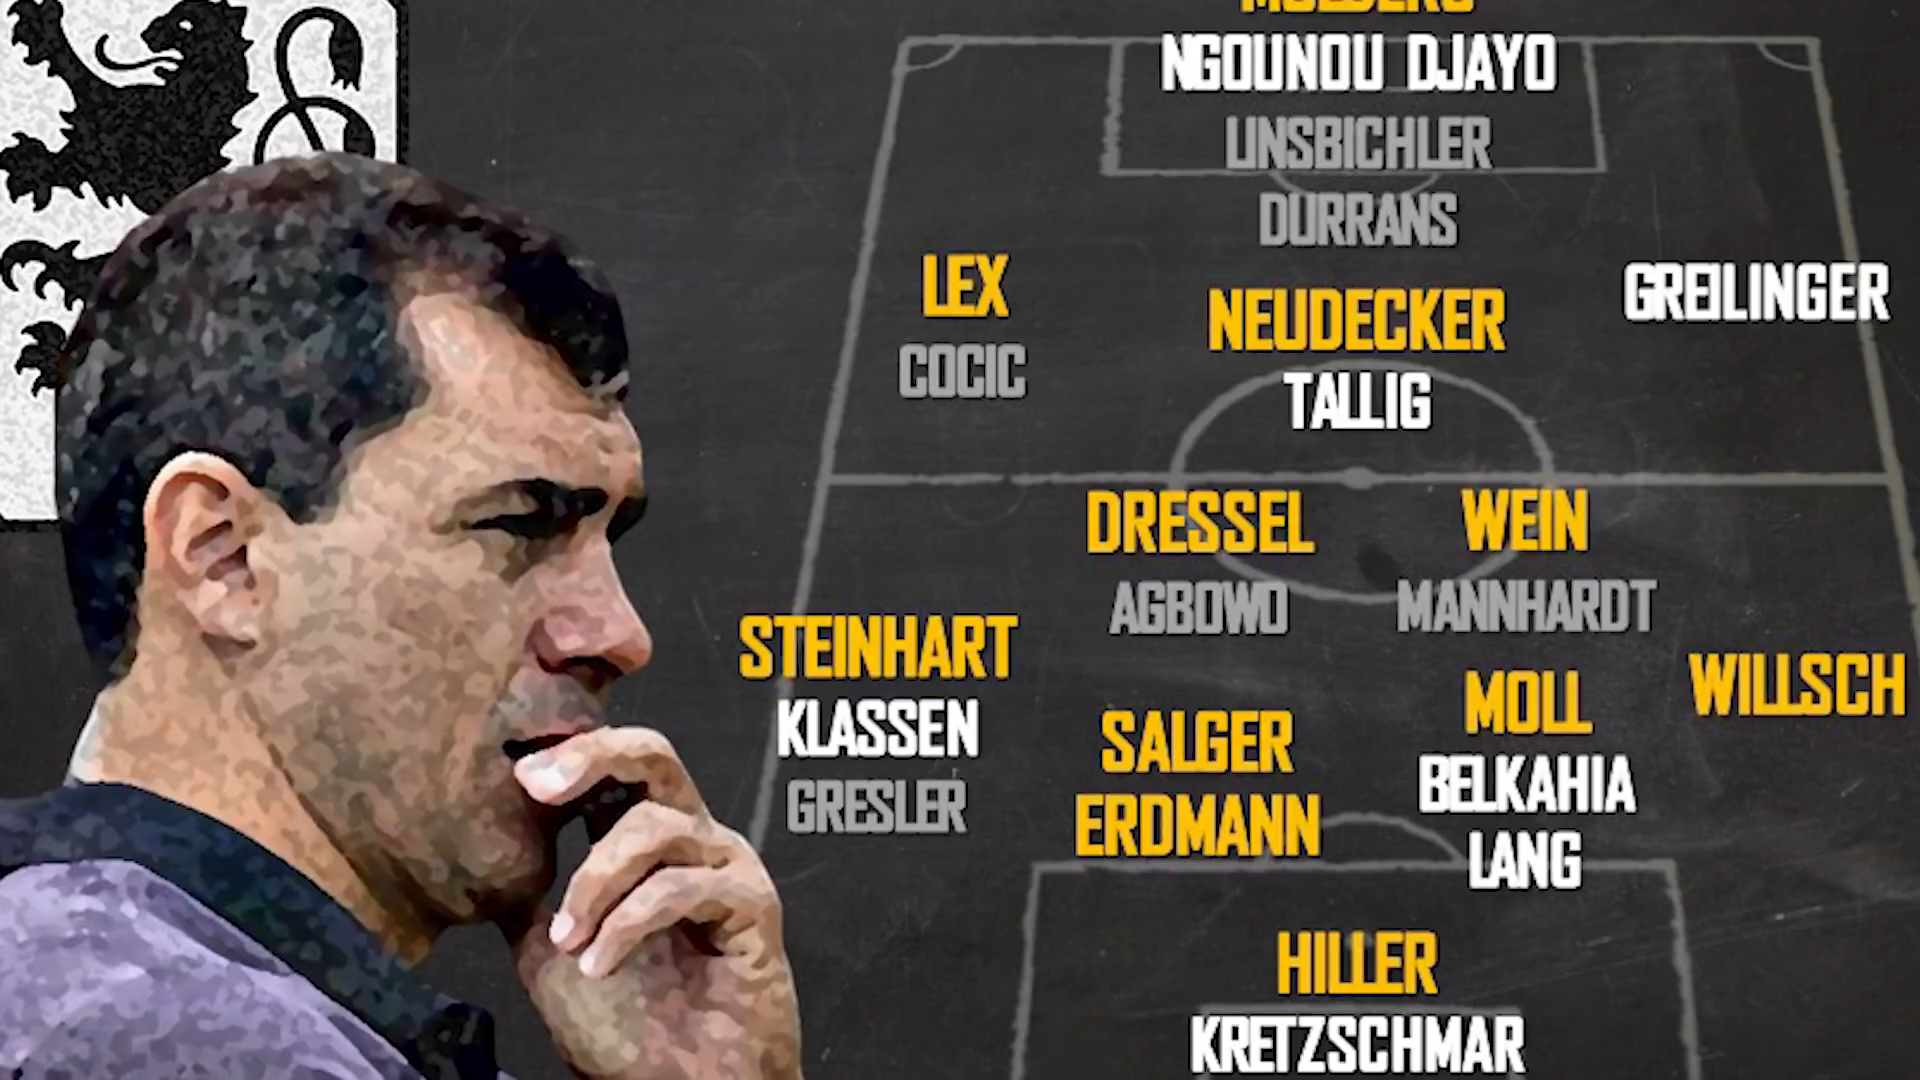 NGOUNOU DJAYO
LINSBICHLER
DURRANS
LEX
COCIC
NEUDECKER
TALLIG
GREILINGER
DRESSEL
AGBOWO
WEIN
MANNHARDT
STEINHART
KLASSEN
GRESLER
SALGER
ERDMANN
MOLL
BELKAHIA
LANG
WILLSCH
HILLER
KRETZSCHMAR